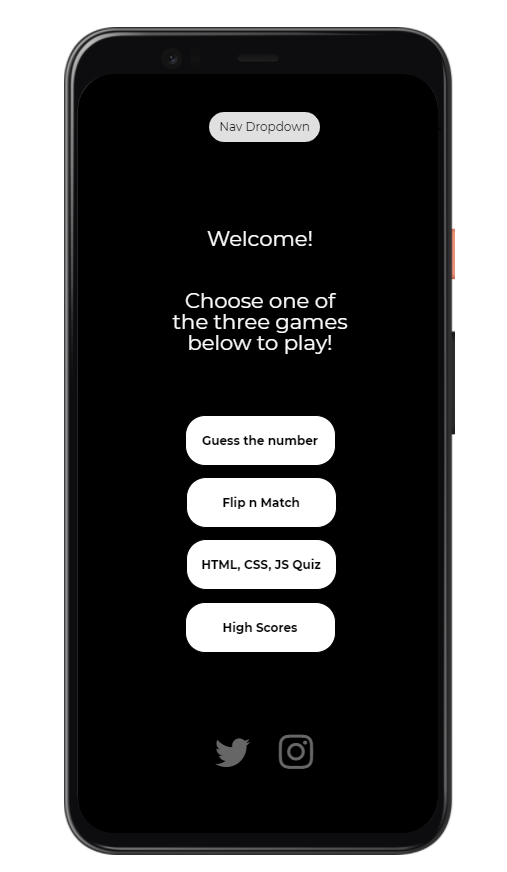 Nav Dropdown
Welcome!
Choose one of
the three games
below to play!
Guess the number
Flip n Match
HTML, CSS, JS Quiz
High Scores